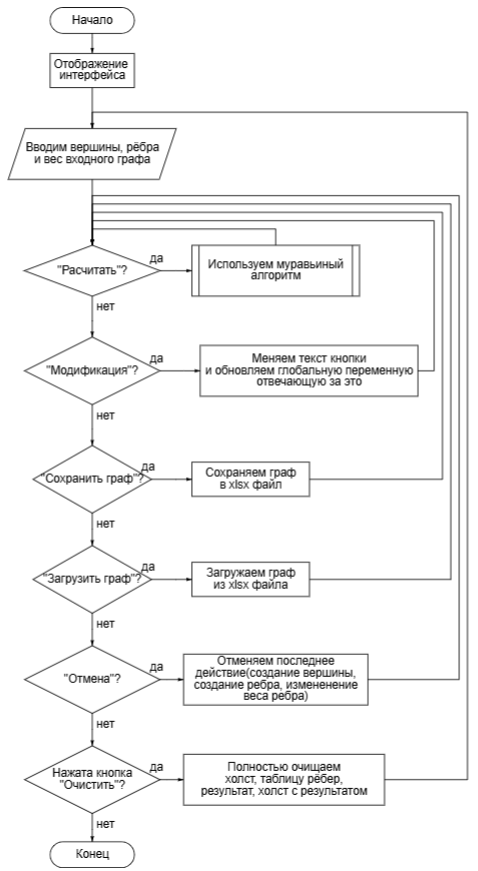 Начало
Отображение
интерфейса
Вводим вершины, рёбра
и вес входного графа
"Расчитать"?
да
Используем муравьиный
алгоритм
нет
"Модификация"?
да
Меняем текст кнопки
и обновляем глобальную переменную
отвечающую за это
нет
"Сохранить граф"?
да
Сохраняем граф
в xlsx файл
нет
"Загрузить граф"?
да
Загружаем граф
из xlsx файла
нет
"Отмена"?
да
Отменяем последнее
действие(создание вершины,
создание ребра, измененение
веса ребра)
нет
Нажата кнопка
"Очистить"?
да
Полностью очищаем
холст, таблицу рёбер,
результат, холст с результатом
нет
Конец